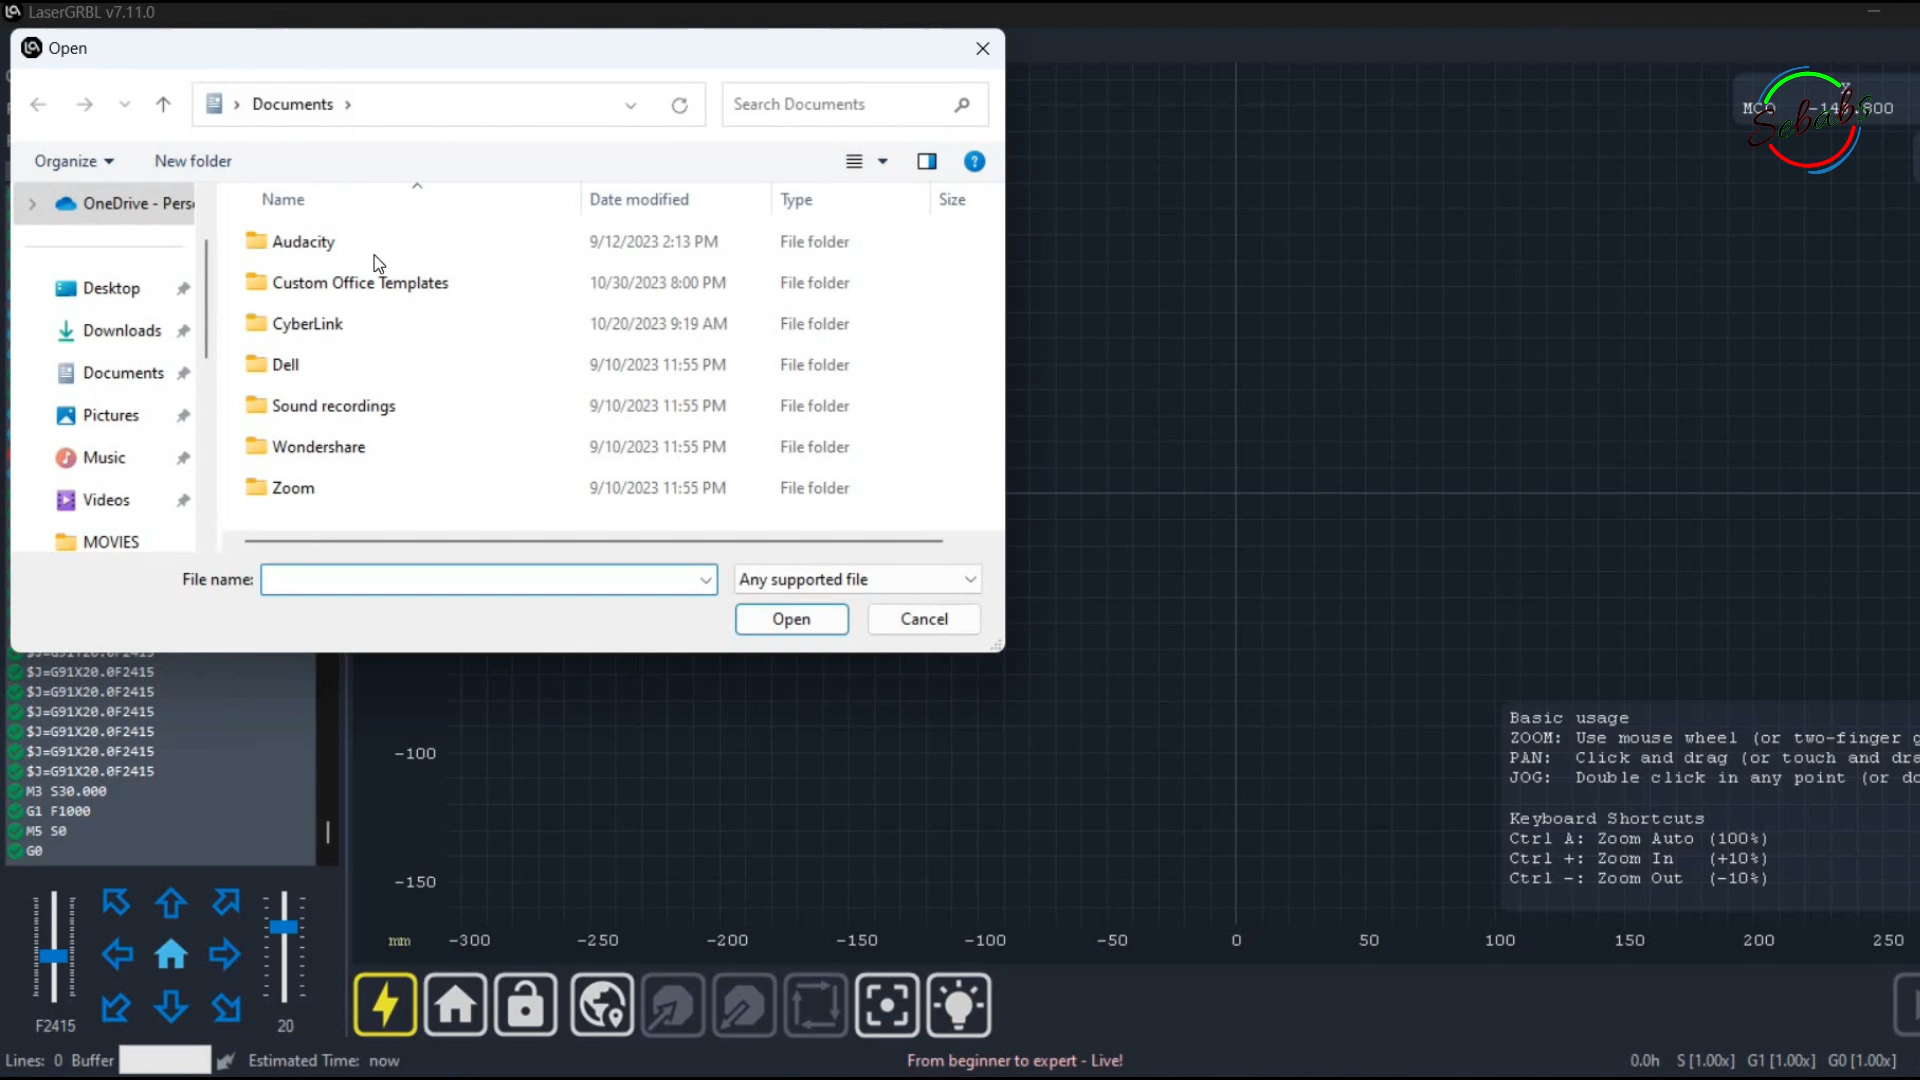 LaserGRBL v7.11.0
Open
Documents
Search Documents
Organize
New folder
Name
Date modified
Type
Size
OneDrive - Pers
Desktop
Downloads
Documents
Pictures
Music
Videos
MOVIES
Audacity 9/12/2023 2:13 PM File folder
Custom Office Templates 10/30/2023 8:00 PM File folder
CyberLink 10/20/2023 9:19 AM File folder
Dell 9/10/2023 11:55 PM File folder
Sound recordings 9/10/2023 11:55 PM File folder
Wondershare 9/10/2023 11:55 PM File folder
Zoom 9/10/2023 11:55 PM File folder
File name:
Any supported file
Open
Cancel
Sebabs
$J=G91X20.0F2415
$J=G91X20.0F2415
$J=G91X20.0F2415
$J=G91X20.0F2415
$J=G91X20.0F2415
$J=G91X20.0F2415
$J=G91X20.0F2415
M3 S30.000
G1 F1000
M5 S0
G0
-100
-150
mm -300 -250 -200 -150 -100 -50 0 50 100 150 200 250
Basic usage
ZOOM: Use mouse wheel (or two-finger g
PAN: Click and drag (or touch and dra
JOG: Double click in any point (or do
Keyboard Shortcuts
Ctrl A: Zoom Auto (100%)
Ctrl +: Zoom In (+10%)
Ctrl -: Zoom Out (-10%)
F2415
20
Lines: 0 Buffer
Estimated Time: now
From beginner to expert - Live!
0.0h S [1.00x] G1 [1.00x] G0 [1.00x]